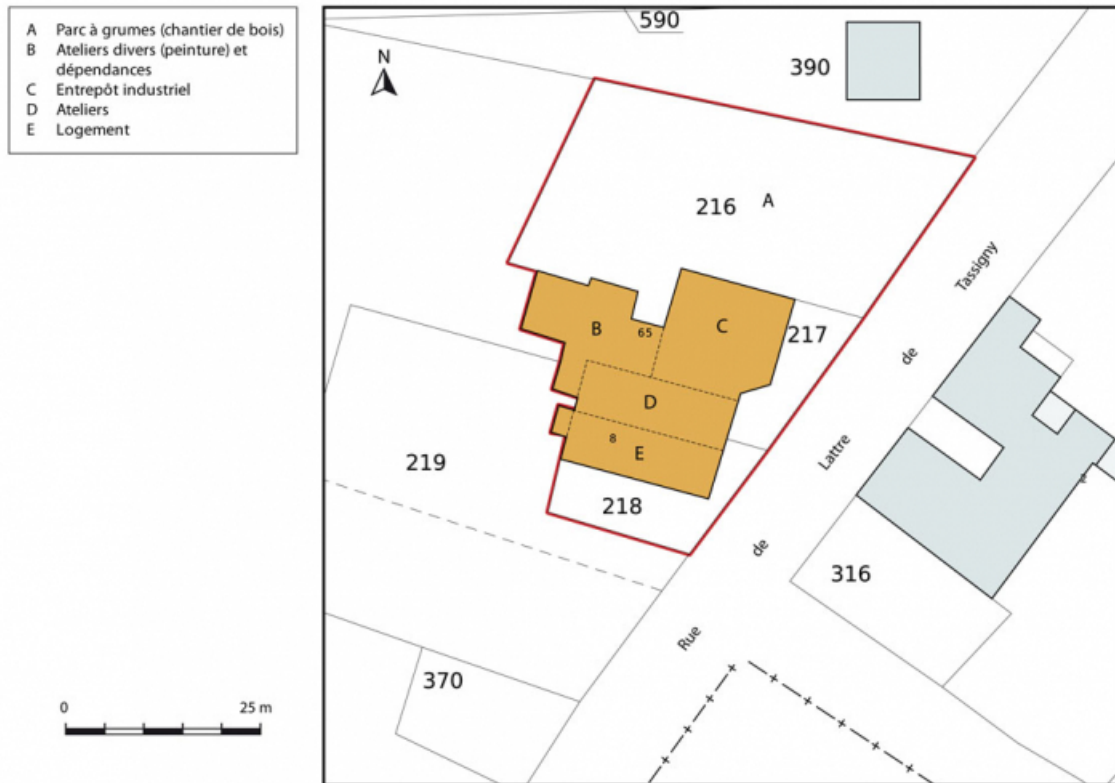 A Parc à grumes (chantier de bois)
B Ateliers divers (peinture) et
dépendances
C Entrepôt industriel
D Ateliers
E Logement
590
390
N
216 A
Tassigny
B
65
C
217
de
D
8
E
219
Lattre
218
de
316
Rue
370
0 25 m